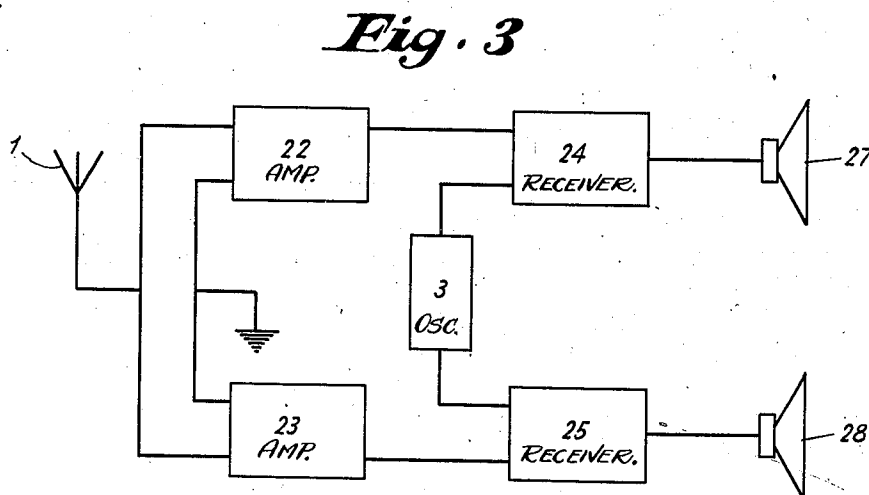 Fig. 3
1
22
AMP.
24
RECEIVER.
27
3
OSC.
23
AMP.
25
RECEIVER.
28